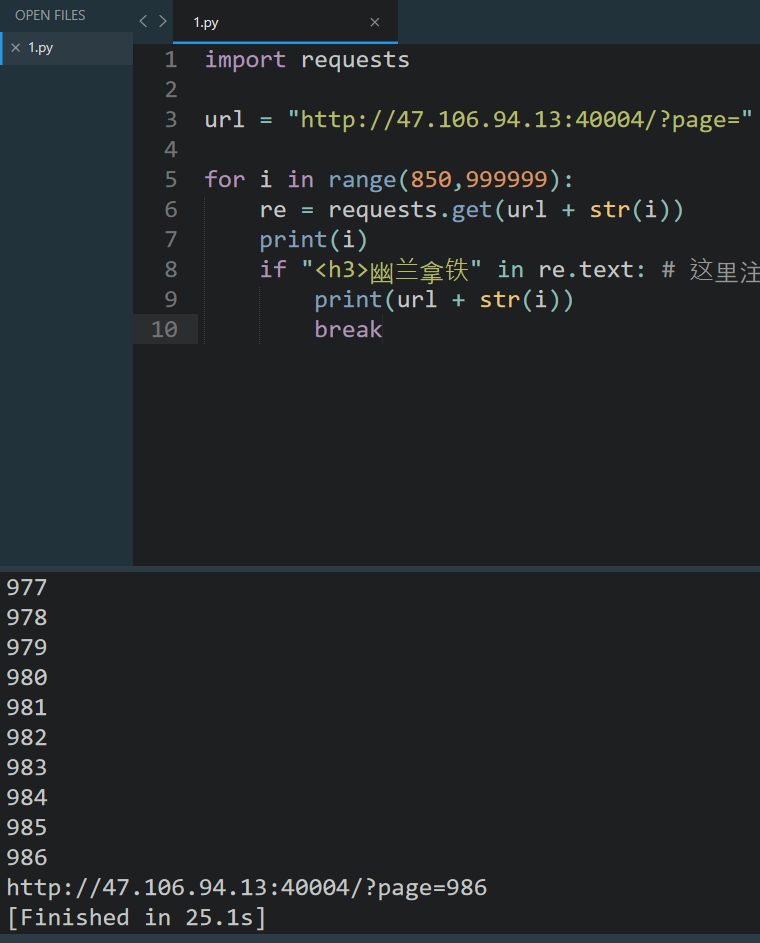 OPEN FILES
1.py
1.py
1 import requests
2
3 url = "http://47.106.94.13:40004/?page="
4
5 for i in range(850,999999):
6 re = requests.get(url + str(i))
7 print(i)
8 if "<h3>幽兰拿铁" in re.text: # 这里注
9 print(url + str(i))
10 break
977
978
979
980
981
982
983
984
985
986
http://47.106.94.13:40004/?page=986
[Finished in 25.1s]